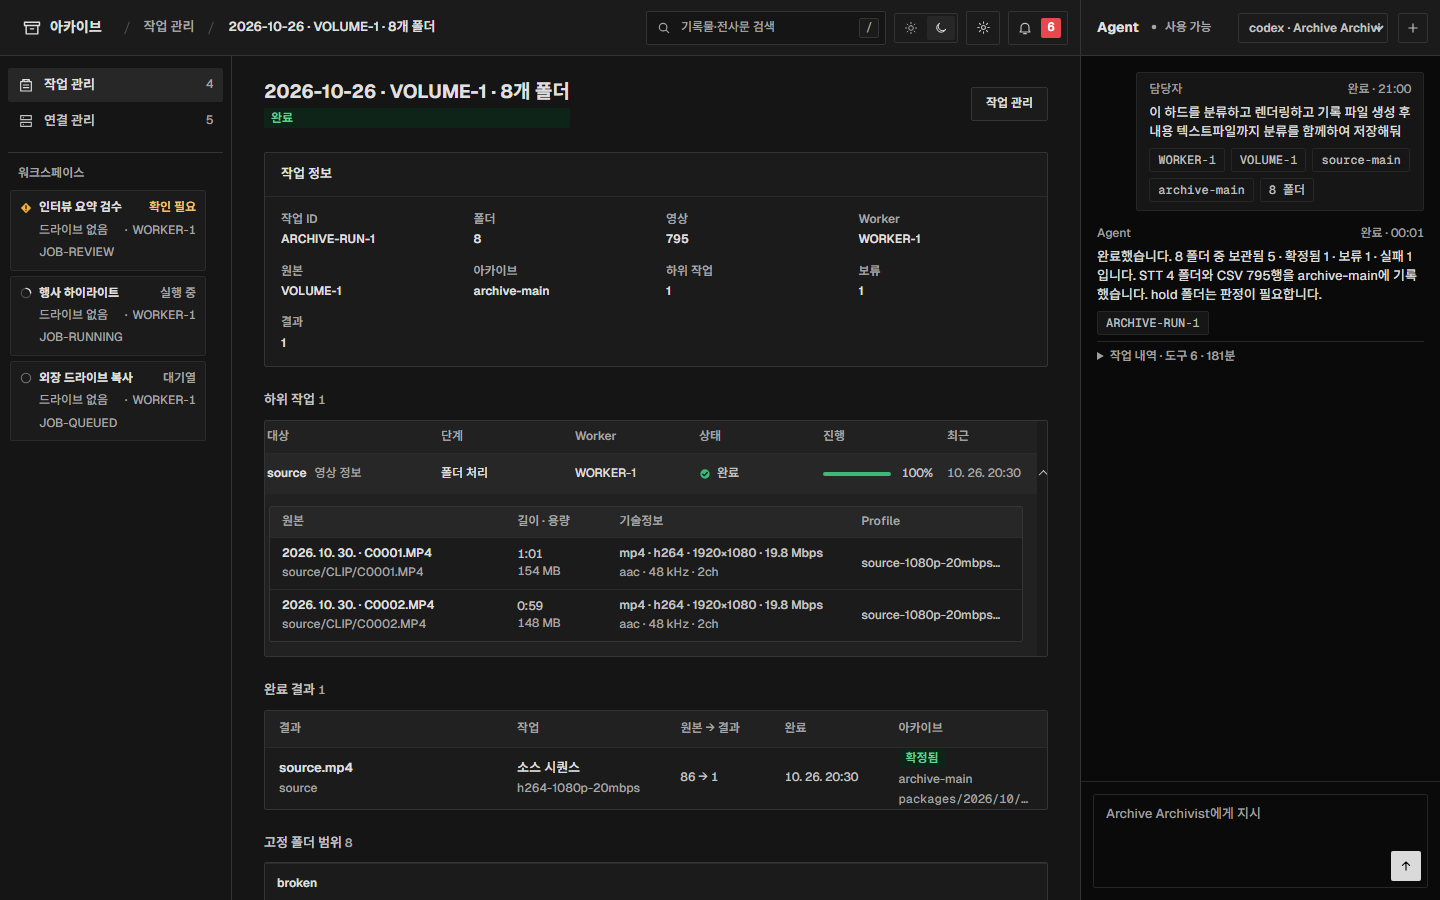 아카이브 / 작업 관리 / 2026-10-26 · VOLUME-1 · 8개 폴더
기록물·전사문 검색 /
6
Agent • 사용 가능
codex · Archive Archiv
작업 관리 4
연결 관리 5
워크스페이스
인터뷰 요약 검수 확인 필요
드라이브 없음 · WORKER-1
JOB-REVIEW
행사 하이라이트 실행 중
드라이브 없음 · WORKER-1
JOB-RUNNING
외장 드라이브 복사 대기열
드라이브 없음 · WORKER-1
JOB-QUEUED
2026-10-26 · VOLUME-1 · 8개 폴더
완료
작업 관리
작업 정보
작업 ID 폴더 영상 Worker
ARCHIVE-RUN-1 8 795 WORKER-1
원본 아카이브 하위 작업 보류
VOLUME-1 archive-main 1 1
결과
1
하위 작업 1
대상 단계 Worker 상태 진행 최근
source 영상 정보 폴더 처리 WORKER-1 완료 100% 10. 26. 20:30
원본 길이 · 용량 기술정보 Profile
2026. 10. 30. · C0001.MP4 1:01 mp4 · h264 · 1920×1080 · 19.8 Mbps source-1080p-20mbps…
source/CLIP/C0001.MP4 154 MB aac · 48 kHz · 2ch
2026. 10. 30. · C0002.MP4 0:59 mp4 · h264 · 1920×1080 · 19.8 Mbps source-1080p-20mbps…
source/CLIP/C0002.MP4 148 MB aac · 48 kHz · 2ch
완료 결과 1
결과 작업 원본 → 결과 완료 아카이브
source.mp4 소스 시퀀스 86 → 1 10. 26. 20:30 확정됨
source h264-1080p-20mbps archive-main
packages/2026/10/…
고정 폴더 범위 8
broken
담당자 완료 · 21:00
이 하드를 분류하고 렌더링하고 기록 파일 생성 후
내용 텍스트파일까지 분류를 함께하여 저장해둬
WORKER-1 VOLUME-1 source-main
archive-main 8 폴더
Agent 완료 · 00:01
완료했습니다. 8 폴더 중 보관됨 5 · 확정됨 1 · 보류 1 · 실패 1
입니다. STT 4 폴더와 CSV 795행을 archive-main에 기록
했습니다. hold 폴더는 판정이 필요합니다.
ARCHIVE-RUN-1
작업 내역 · 도구 6 · 181분
Archive Archivist에게 지시